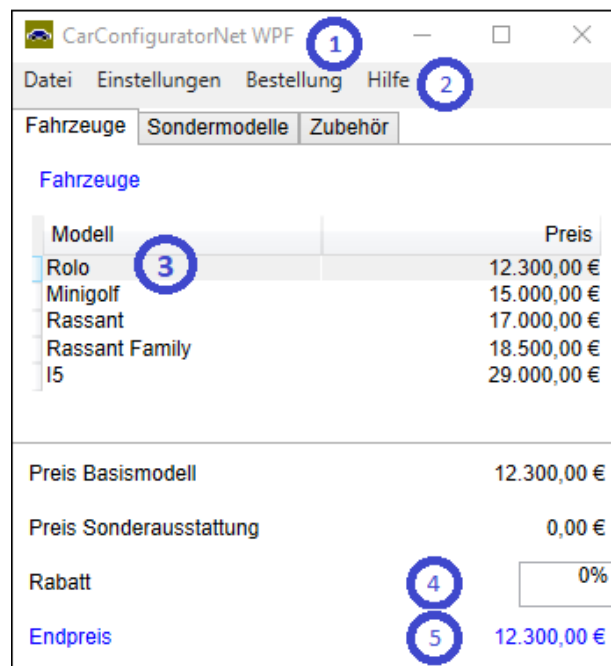 CarConfiguratorNet WPF 1
Datei Einstellungen Bestellung Hilfe 2
Fahrzeuge Sondermodelle Zubehör
Fahrzeuge
Modell Preis
Rolo 3 12.300,00 €
Minigolf 15.000,00 €
Rassant 17.000,00 €
Rassant Family 18.500,00 €
I5 29.000,00 €
Preis Basismodell 12.300,00 €
Preis Sonderausstattung 0,00 €
Rabatt 4 0%
Endpreis 5 12.300,00 €